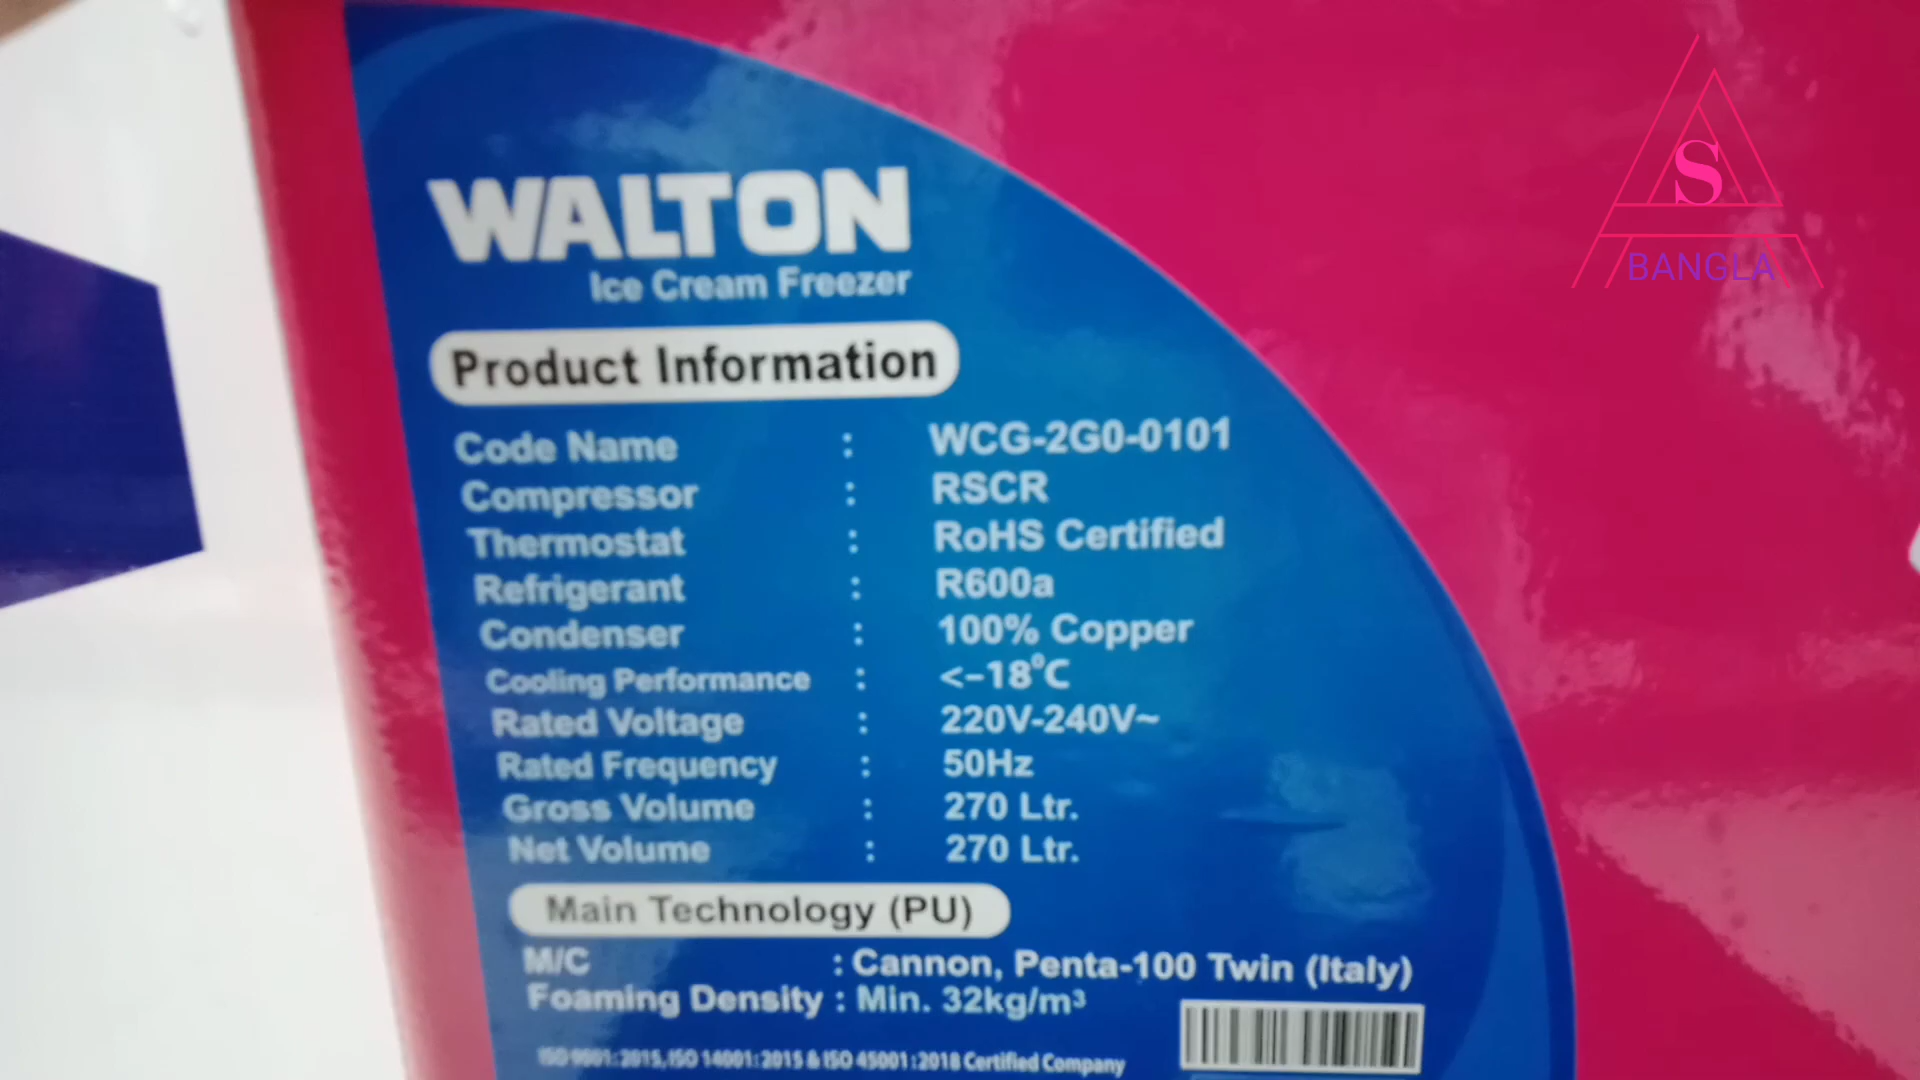 WALTON
Ice Cream Freezer
Product Information
Code Name : WCG-2G0-0101
Compressor : RSCR
Thermostat : RoHS Certified
Refrigerant : R600a
Condenser : 100% Copper
Cooling Performance : <-18⁰C
Rated Voltage : 220V-240V~
Rated Frequency : 50Hz
Gross Volume : 270 Ltr.
Net Volume : 270 Ltr.
Main Technology (PU)
M/C : Cannon, Penta-100 Twin (Italy)
Foaming Density : Min. 32kg/m³
ISO 9001:2015, ISO 14001:2015 & ISO 45001:2018 Certified Company
S
BANGLA